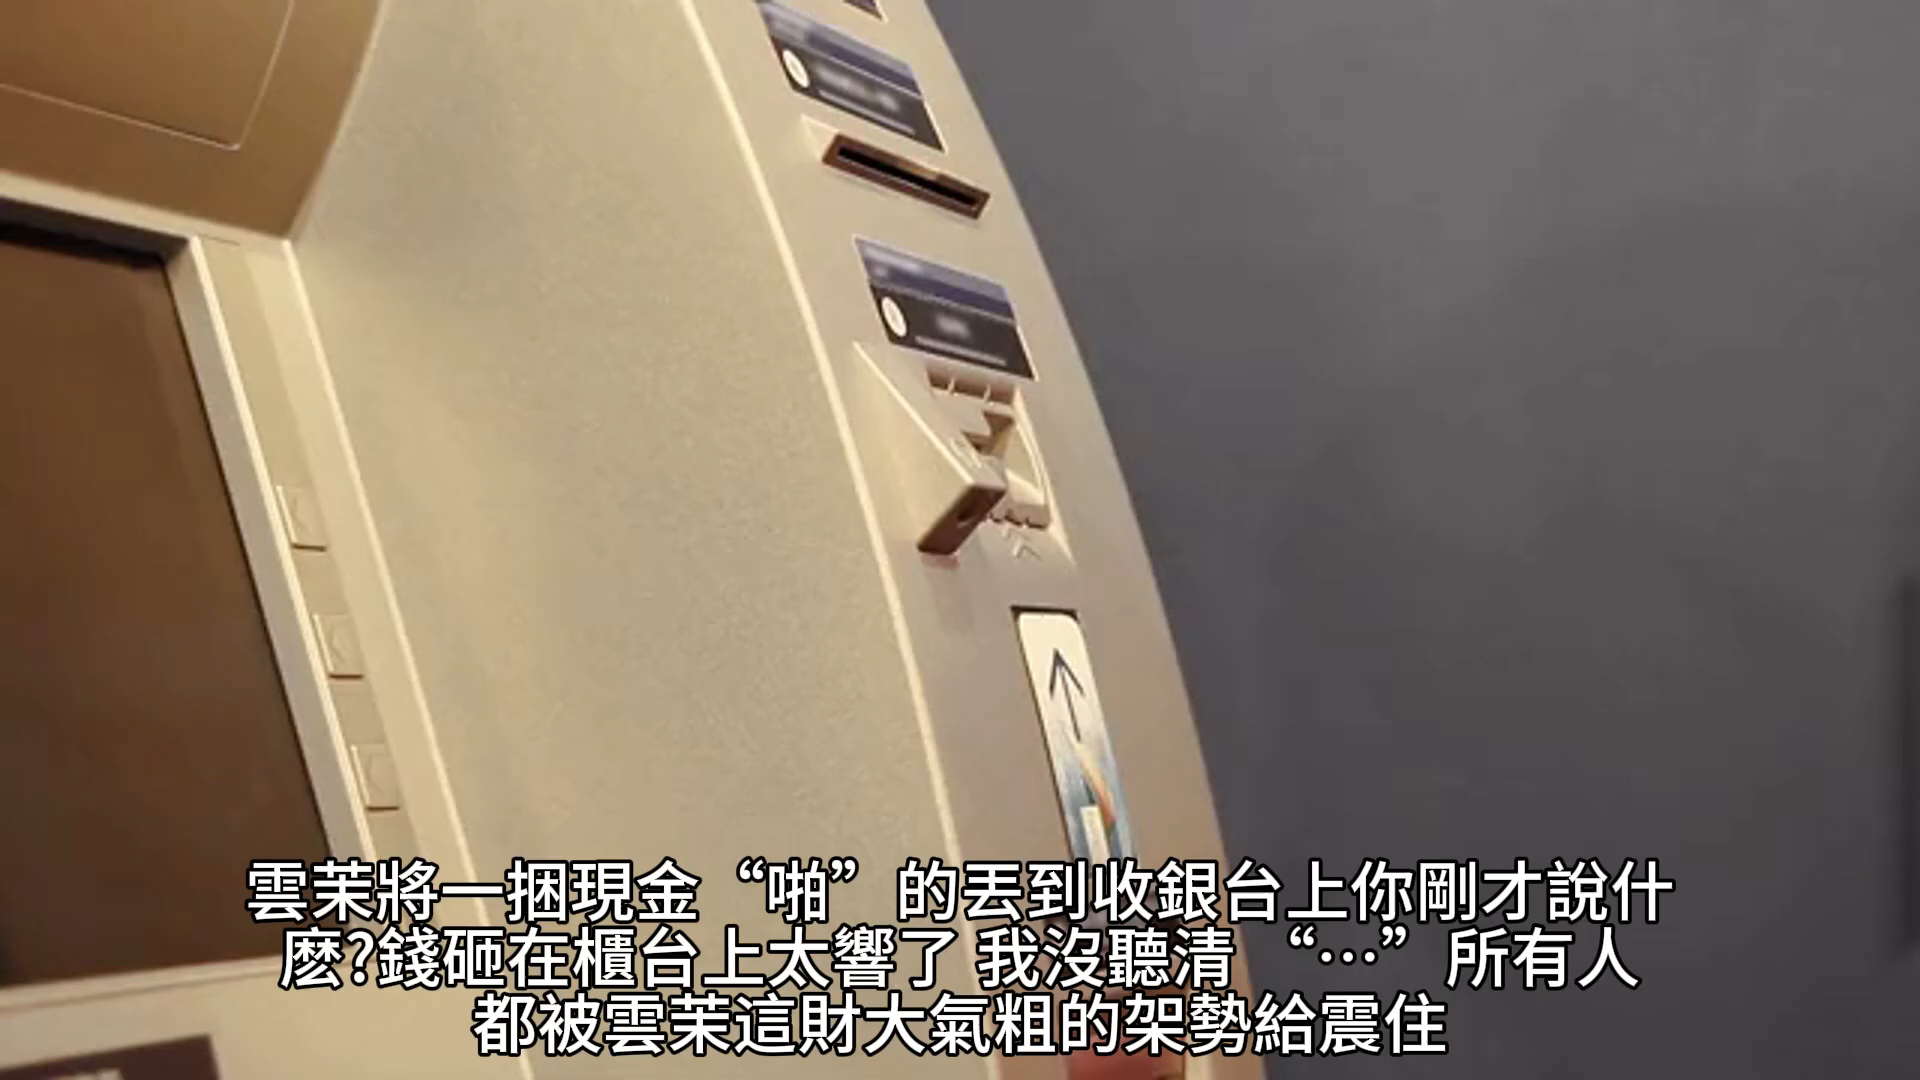 雲茉將一捆現金“啪”的丟到收銀台上你剛才說什
麽?錢砸在櫃台上太響了 我沒聽清 “…”所有人
都被雲茉這財大氣粗的架勢給震住